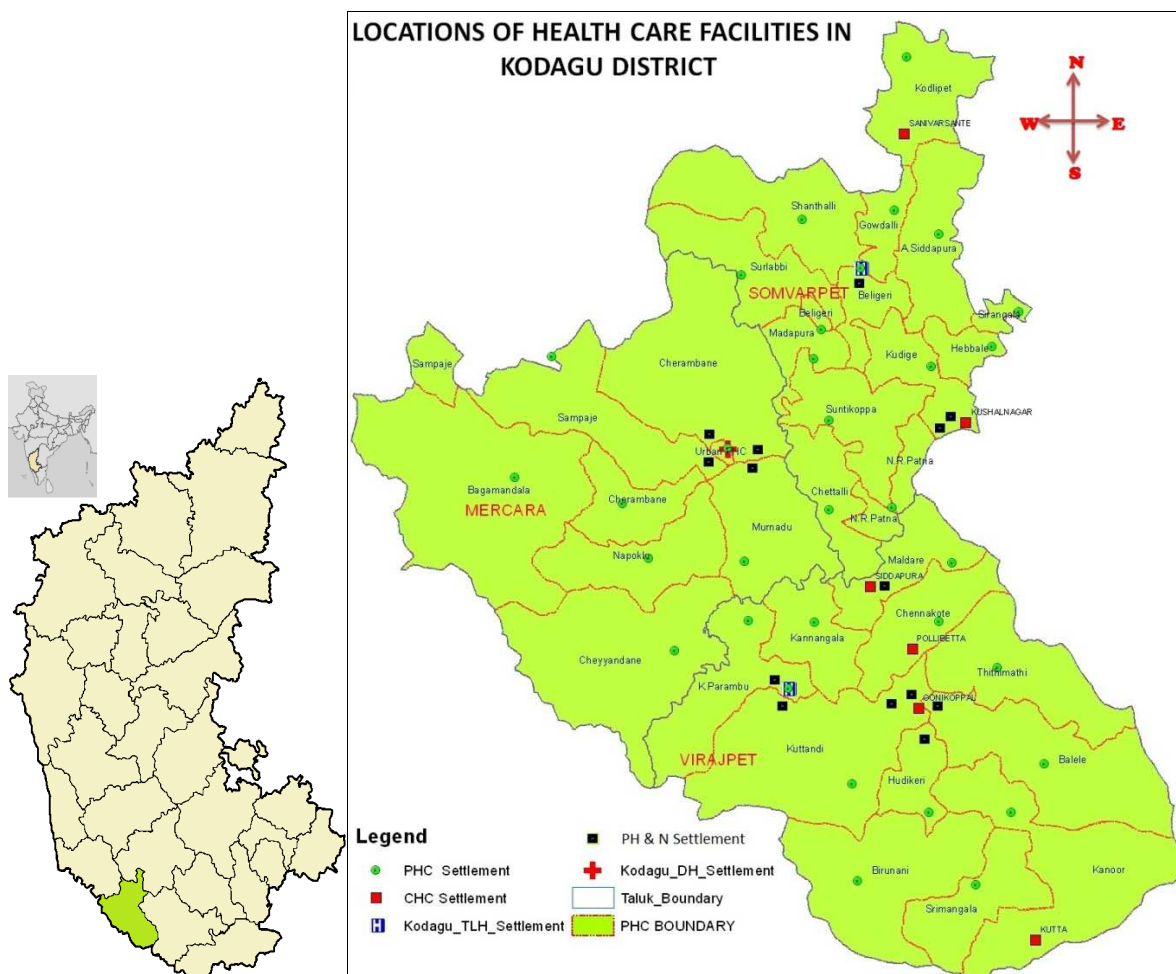 LOCATIONS OF HEALTH CARE FACILITIES IN
KODAGU DISTRICT
N
W
E
S
Kodlipet
SANIVARSANTE
Shanthalli
Gowdalli
A.Siddapura
Surlabbi
SOMVARPET
H
Beligeri
Beligeri
Madapura
Sirangala
Hebbale
Kudige
Cherambane
Sampaje
Sampaje
Suntikoppa
KUSHALNAGAR
Urban PHC
N.R.Patna
Bagamandala
MERCARA
Cherambane
Chettalli
N.R.Patna
Murnadu
Napoklu
Maldare
SIDDAPURA
Chennakote
Kannangala
POLLIBETTA
Cheyyandane
Thithimathi
K.Parambu
H
GONIKOPPAL
VIRAJPET
Kuttandi
Balele
Hudikeri
Birunani
Kanoor
Srimangala
KUTTA
Legend
PHC Settlement
CHC Settlement
H Kodagu_TLH_Settlement
PH & N Settlement
Kodagu_DH_Settlement
Taluk_Boundary
PHC BOUNDARY